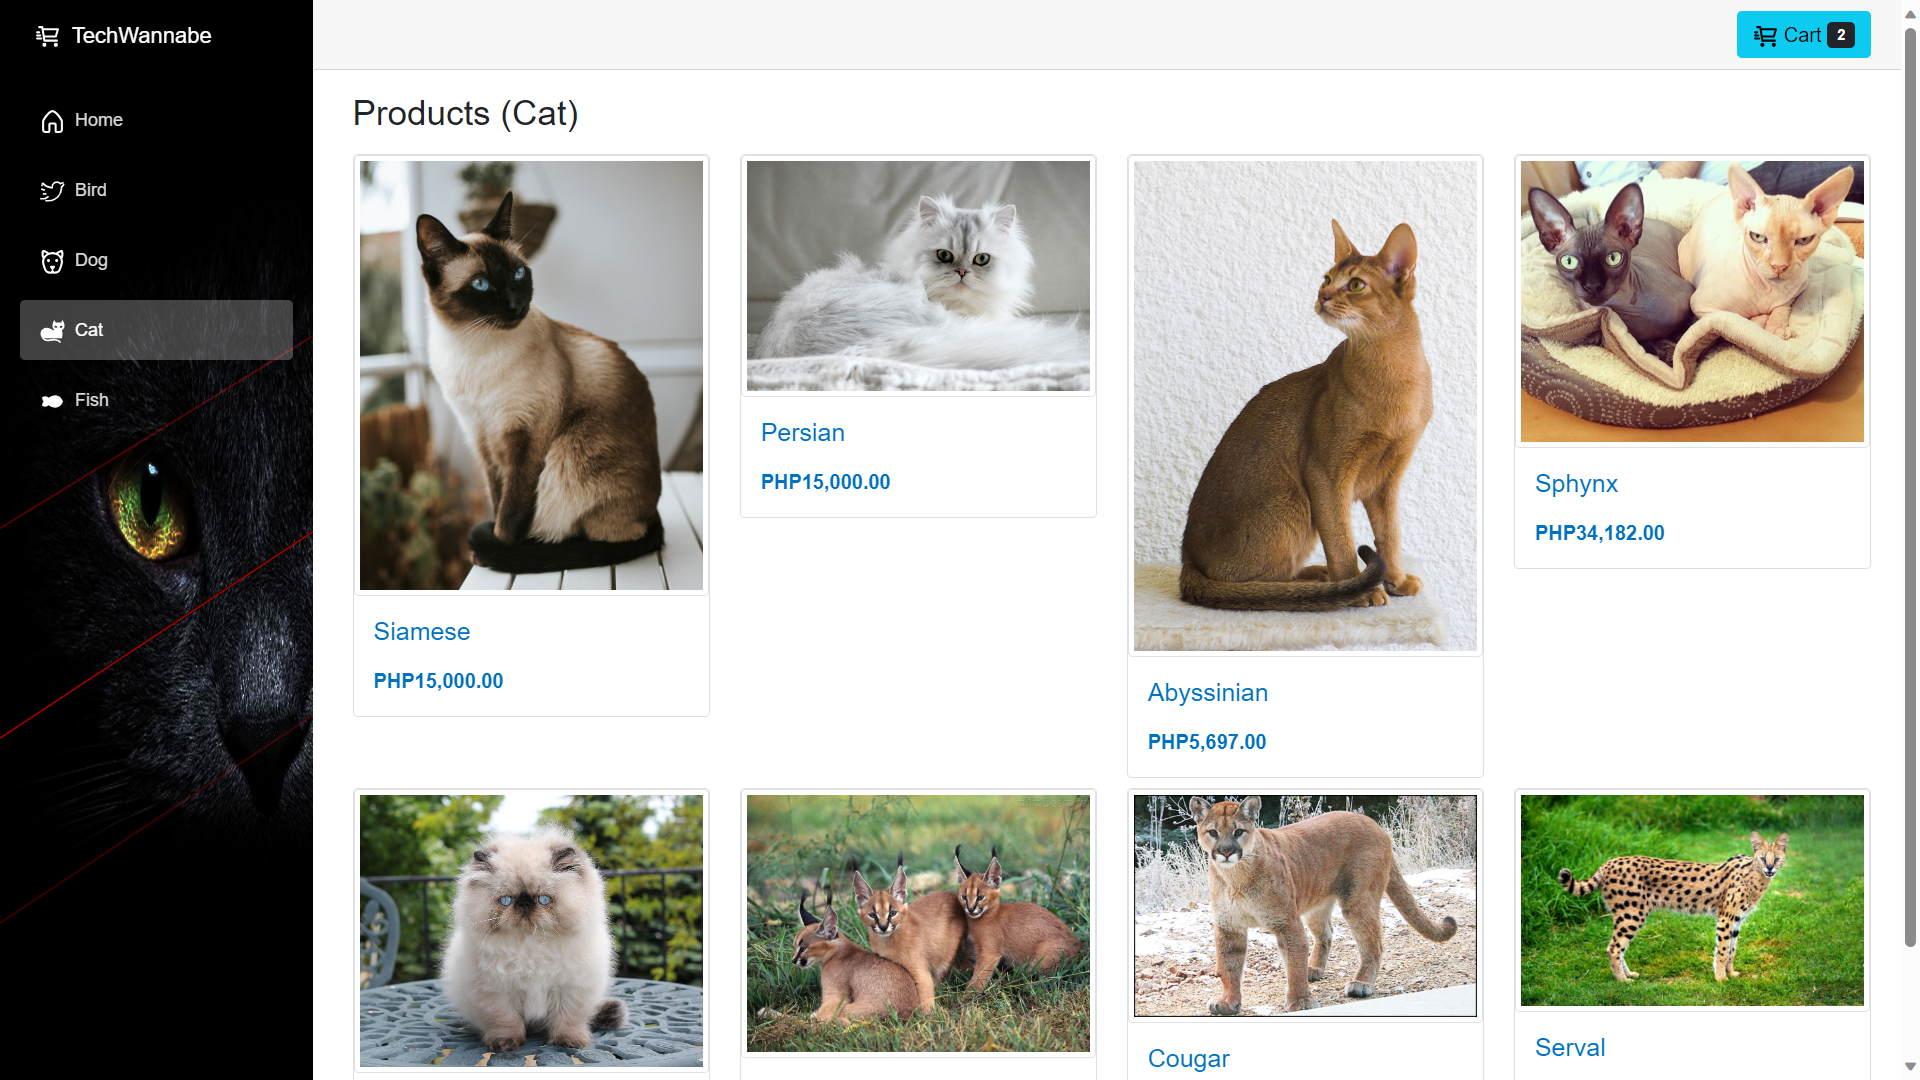 TechWannabe
Cart 2
Home
Bird
Dog
Cat
Fish
Products (Cat)
Siamese
PHP15,000.00
Persian
PHP15,000.00
Abyssinian
PHP5,697.00
Sphynx
PHP34,182.00
Cougar
Serval